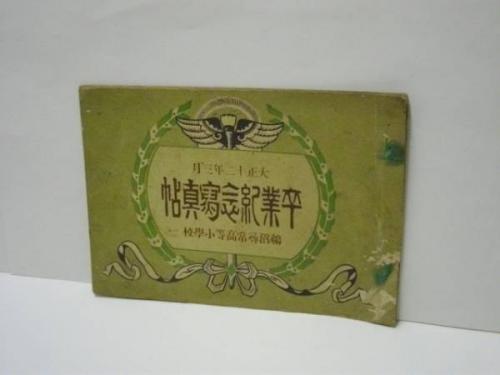 大正十二年三月
卒業紀念寫真帖
尋常高等小學校